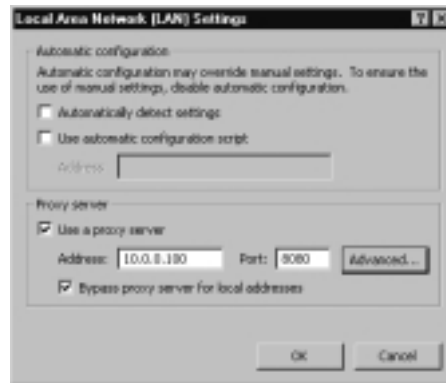 Local Area Network (LAN) Settings
Automatic configuration
Automatic configuration may override manual settings. To ensure the
use of manual settings, disable automatic configuration.
Automatically detect settings
Use automatic configuration script
Address
Proxy server
Use a proxy server
Address: 10.0.0.100 Port: 8080 Advanced...
Bypass proxy server for local addresses
OK Cancel